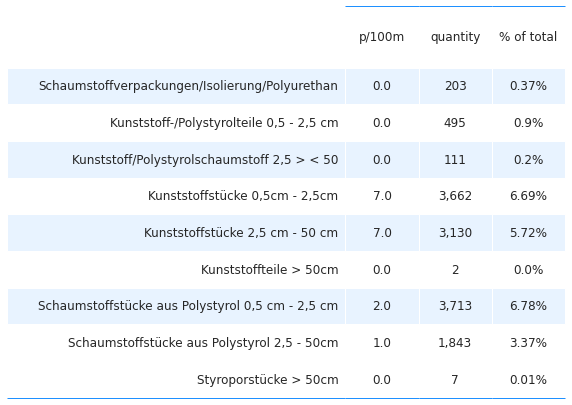 p/100m quantity % of total
Schaumstoffverpackungen/Isolierung/Polyurethan 0.0 203 0.37%
Kunststoff-/Polystyrolteile 0,5 - 2,5 cm 0.0 495 0.9%
Kunststoff/Polystyrolschaumstoff 2,5 > < 50 0.0 111 0.2%
Kunststoffstücke 0,5cm - 2,5cm 7.0 3,662 6.69%
Kunststoffstücke 2,5 cm - 50 cm 7.0 3,130 5.72%
Kunststoffteile > 50cm 0.0 2 0.0%
Schaumstoffstücke aus Polystyrol 0,5 cm - 2,5 cm 2.0 3,713 6.78%
Schaumstoffstücke aus Polystyrol 2,5 - 50cm 1.0 1,843 3.37%
Styroporstücke > 50cm 0.0 7 0.01%